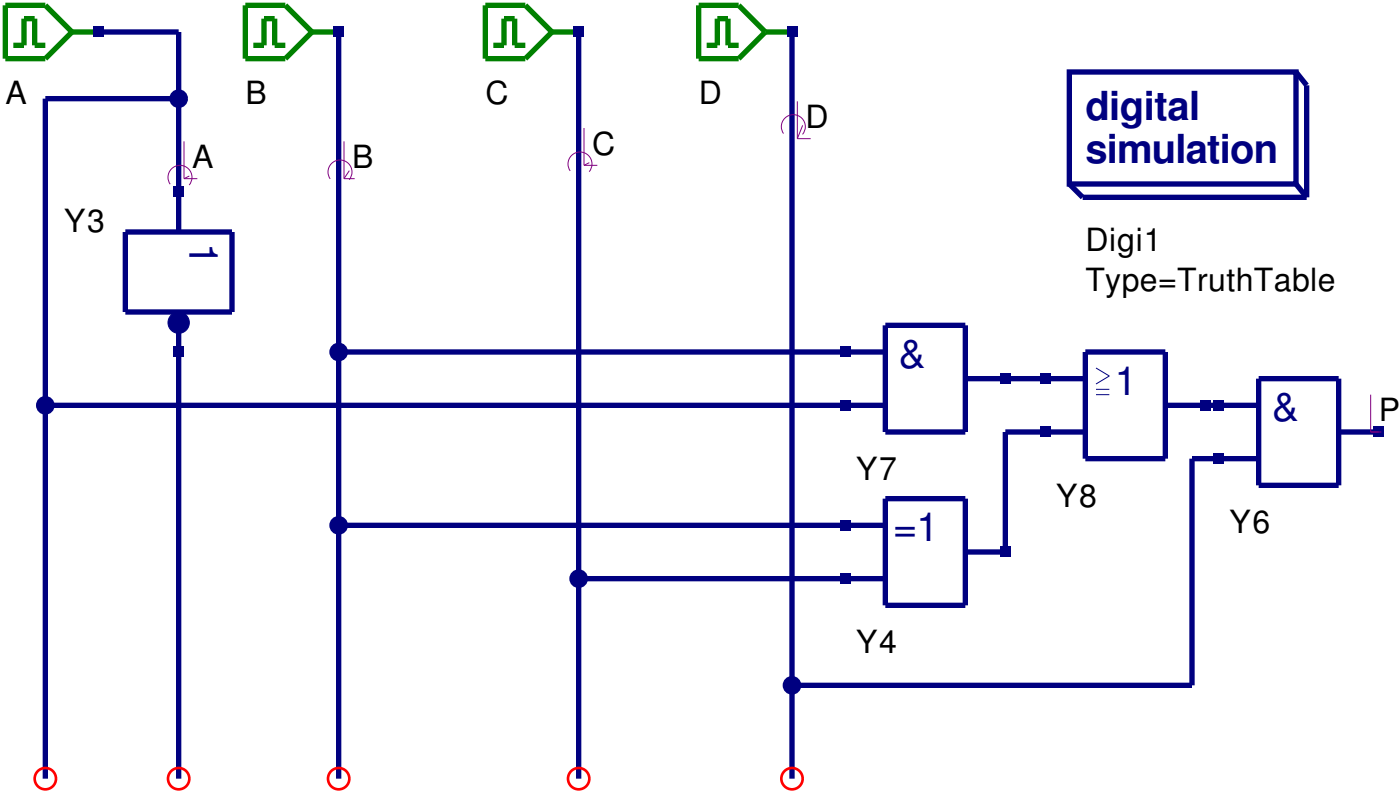 A
B
C
D
digital
simulation
A
B
C
D
Y3
1
Digi1
Type=TruthTable
&
≧1
&
P
Y7
Y8
Y6
=1
Y4